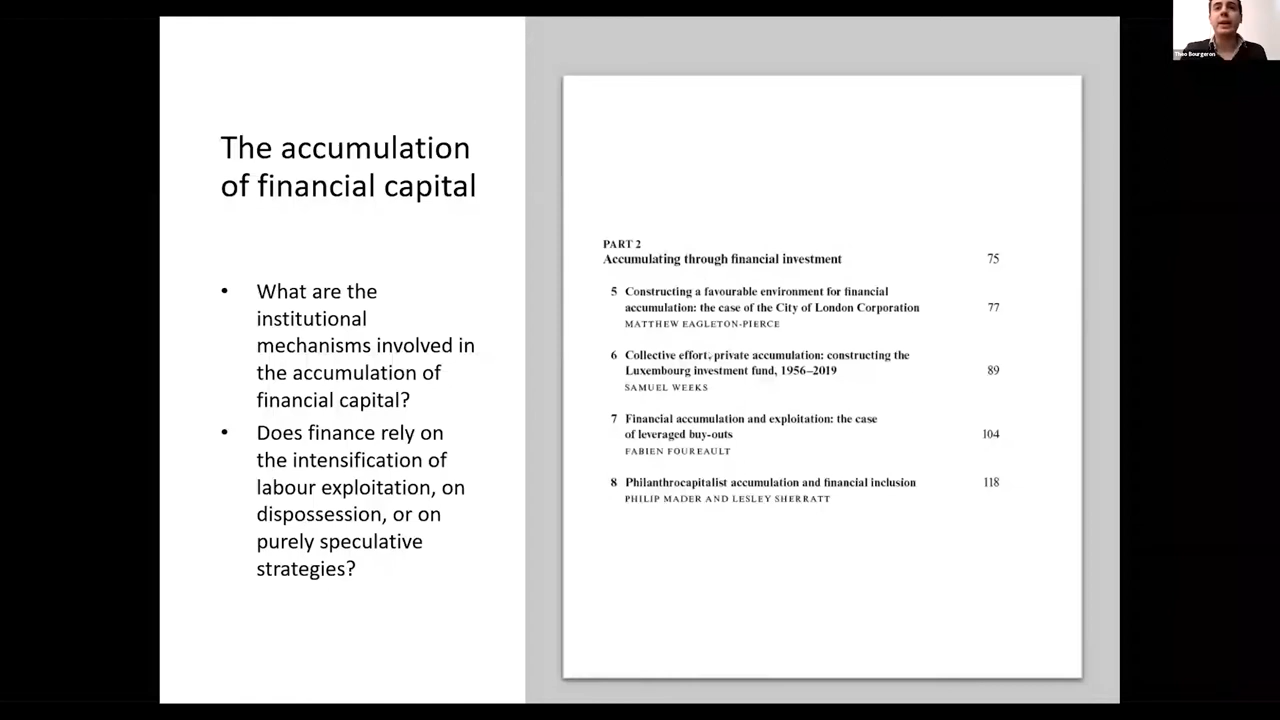 The accumulation
of financial capital
• What are the
institutional
mechanisms involved in
the accumulation of
financial capital?
• Does finance rely on
the intensification of
labour exploitation, on
dispossession, or on
purely speculative
strategies?
PART 2
Accumulating through financial investment 75
5 Constructing a favourable environment for financial
accumulation: the case of the City of London Corporation 77
MATTHEW EAGLETON-PIERCE
6 Collective effort, private accumulation: constructing the
Luxembourg investment fund, 1956–2019 89
SAMUEL WEEKS
7 Financial accumulation and exploitation: the case
of leveraged buy-outs 104
FABIEN FOUREAULT
8 Philanthrocapitalist accumulation and financial inclusion 118
PHILIP MADER AND LESLEY SHERRATT
Theo Bourgeron